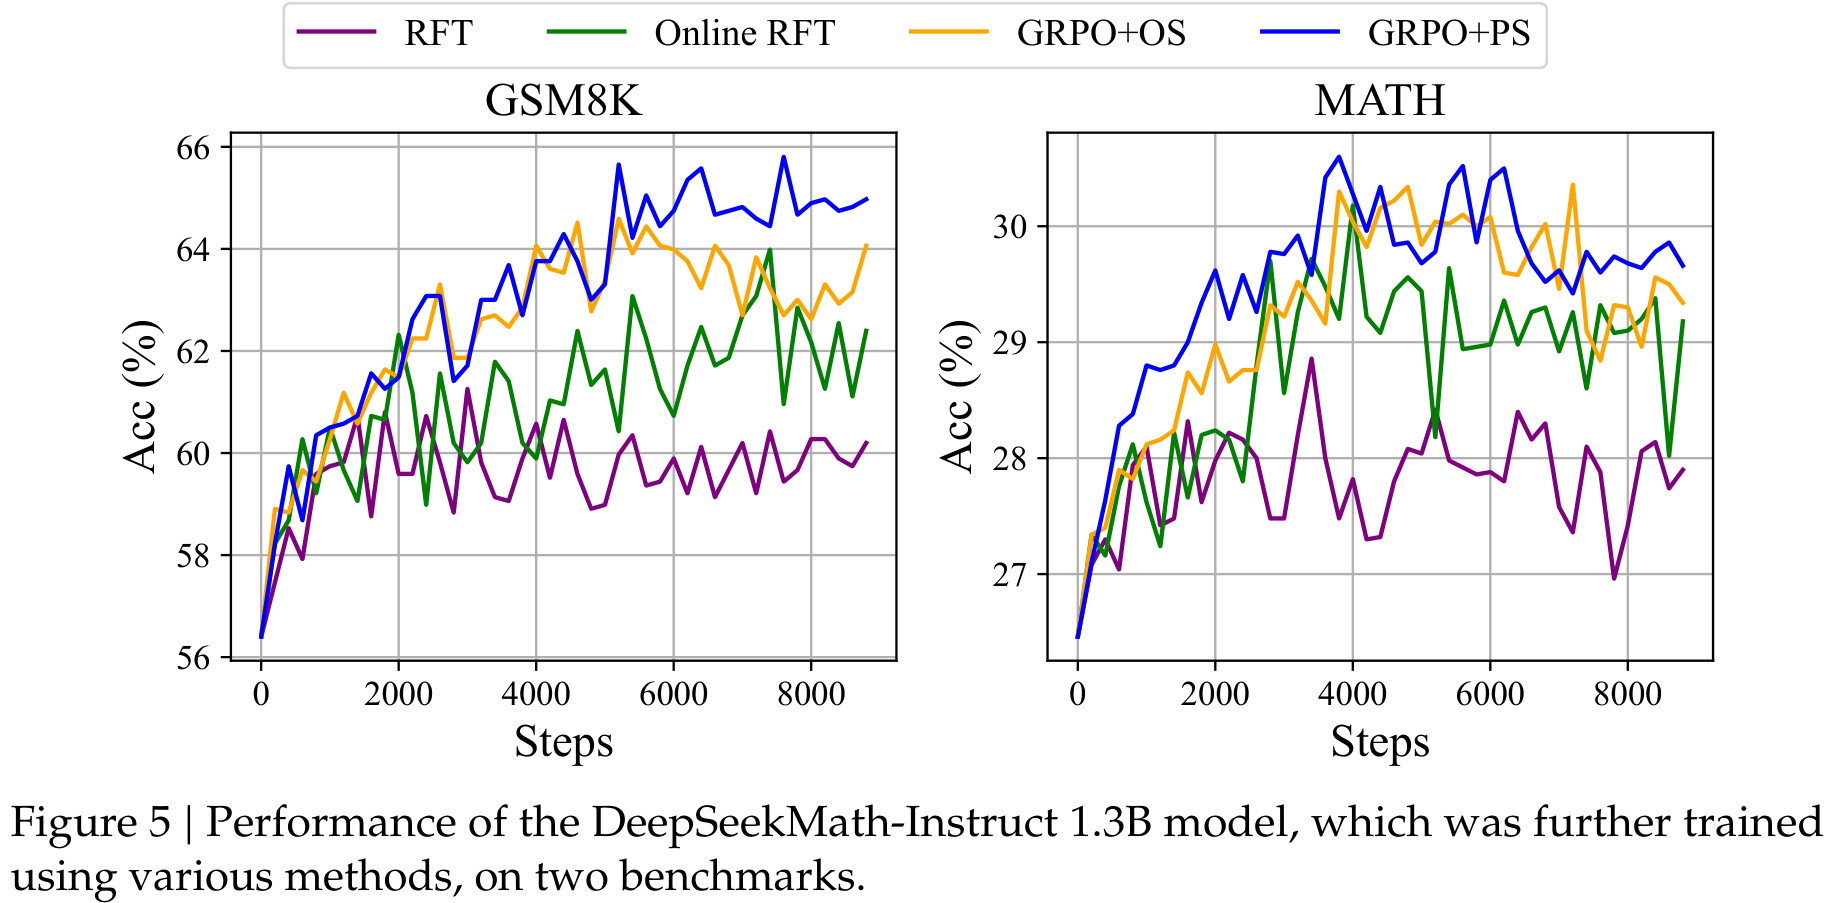 RFT Online RFT GRPO+OS GRPO+PS
GSM8K
66
64
62
60
58
56
Acc (%)
0 2000 4000 6000 8000
Steps
MATH
30
29
28
27
Acc (%)
0 2000 4000 6000 8000
Steps
Figure 5 | Performance of the DeepSeekMath-Instruct 1.3B model, which was further trained
using various methods, on two benchmarks.